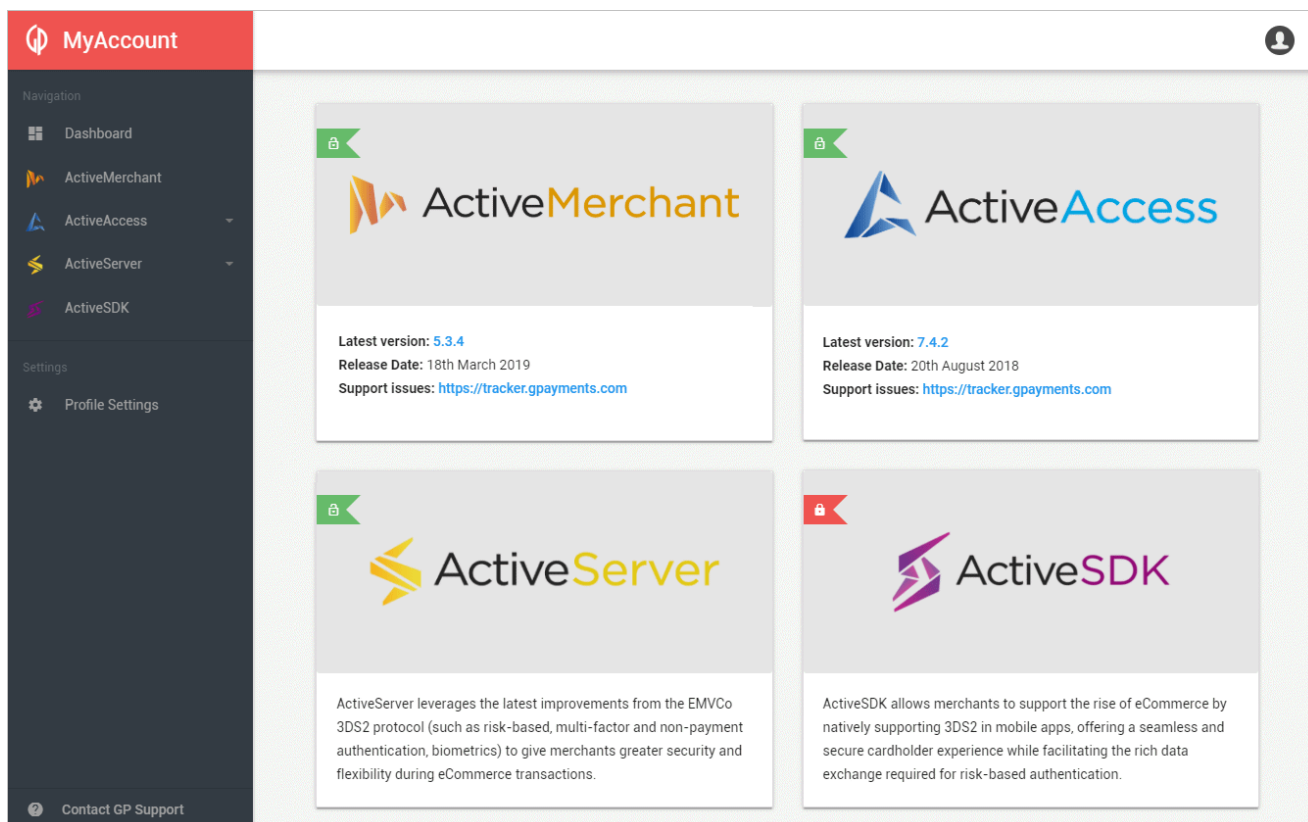 MyAccount
Navigation
Dashboard
ActiveMerchant
ActiveAccess
ActiveServer
ActiveSDK
Settings
Profile Settings
Contact GP Support
ActiveMerchant
Latest version: 5.3.4
Release Date: 18th March 2019
Support issues: https://tracker.gpayments.com
ActiveAccess
Latest version: 7.4.2
Release Date: 20th August 2018
Support issues: https://tracker.gpayments.com
ActiveServer
ActiveServer leverages the latest improvements from the EMVCo
3DS2 protocol (such as risk-based, multi-factor and non-payment
authentication, biometrics) to give merchants greater security and
flexibility during eCommerce transactions.
ActiveSDK
ActiveSDK allows merchants to support the rise of eCommerce by
natively supporting 3DS2 in mobile apps, offering a seamless and
secure cardholder experience while facilitating the rich data
exchange required for risk-based authentication.